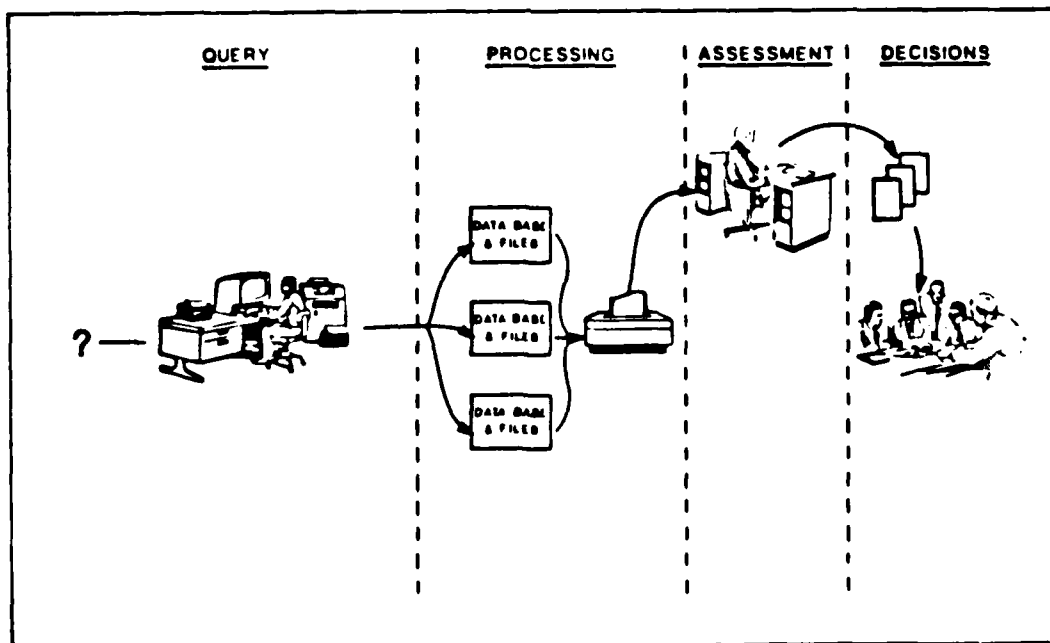 QUERY
PROCESSING
ASSESSMENT
DECISIONS
DATA BASE
& FILES
?
DATA BASE
& FILES
DATA BASE
& FILES